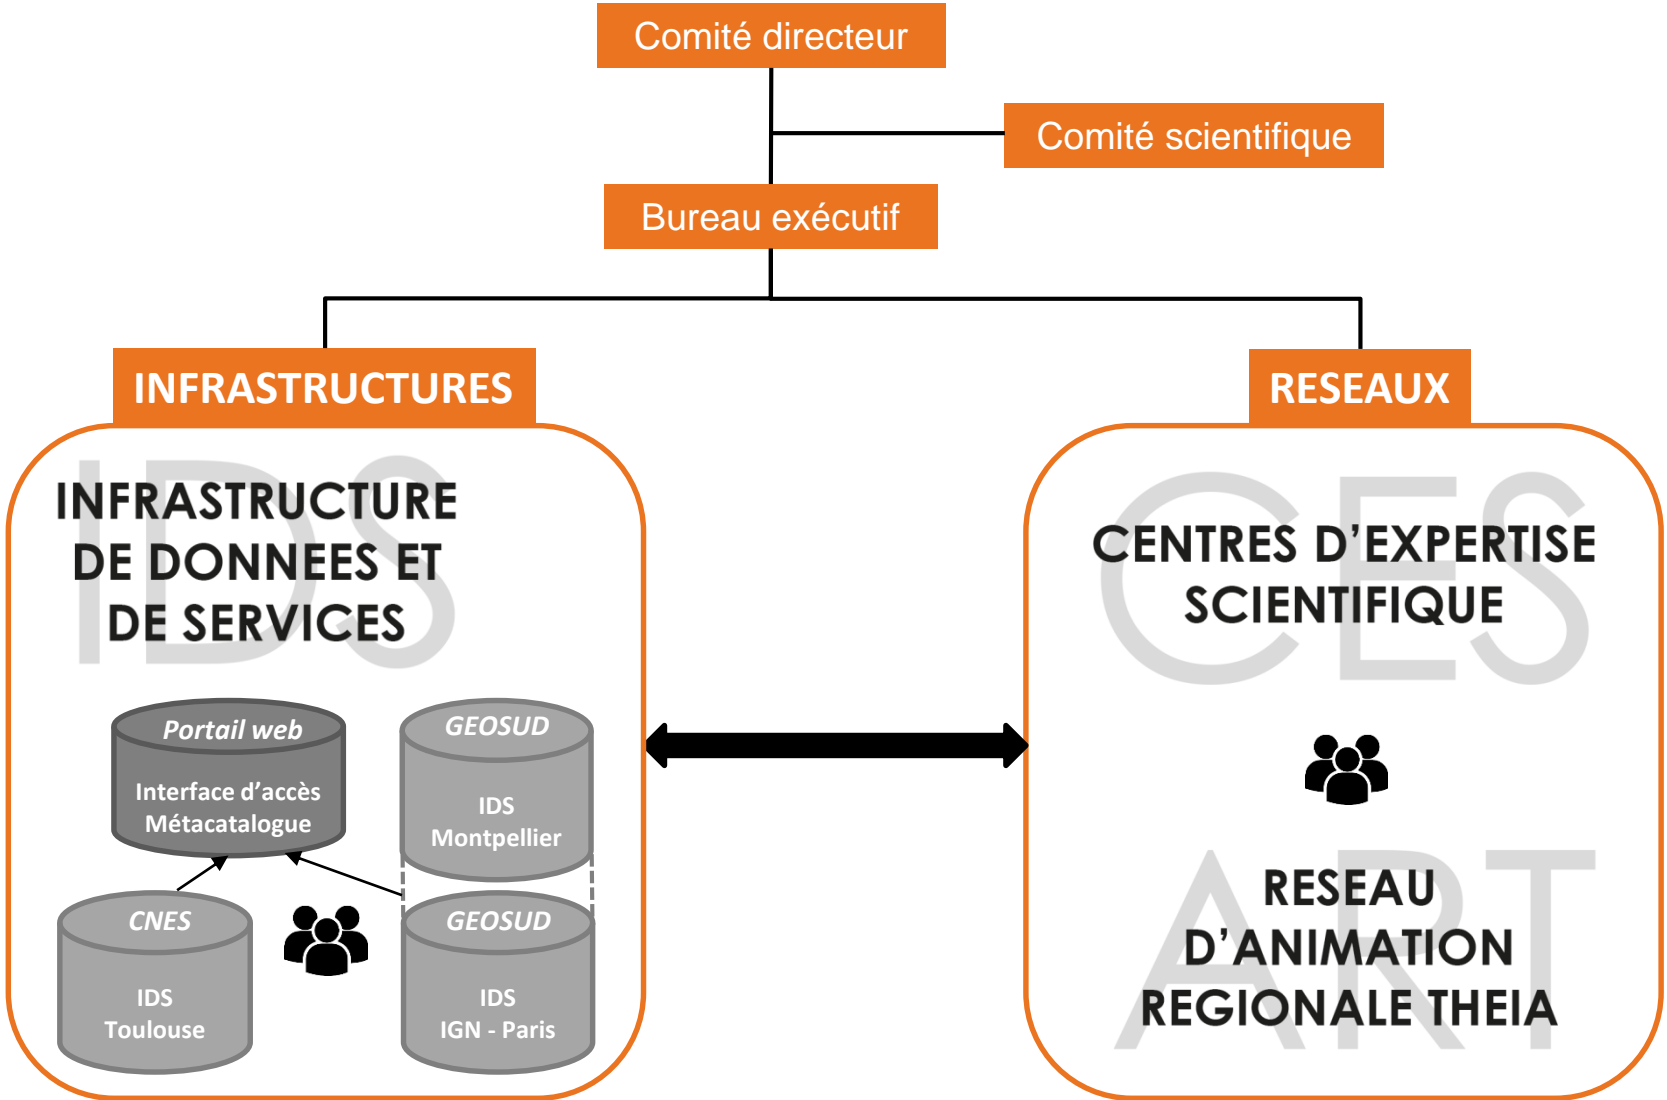 Comité directeur
Comité scientifique
Bureau exécutif
INFRASTRUCTURES
IDS
INFRASTRUCTURE
DE DONNEES ET
DE SERVICES
Portail web
Interface d'accès
Métacatalogue
GEOSUD
IDS
Montpellier
CNES
IDS
Toulouse
GEOSUD
IDS
IGN - Paris
RESEAUX
CES
CENTRES D'EXPERTISE
SCIENTIFIQUE
ART
RESEAU
D'ANIMATION
REGIONALE THEIA